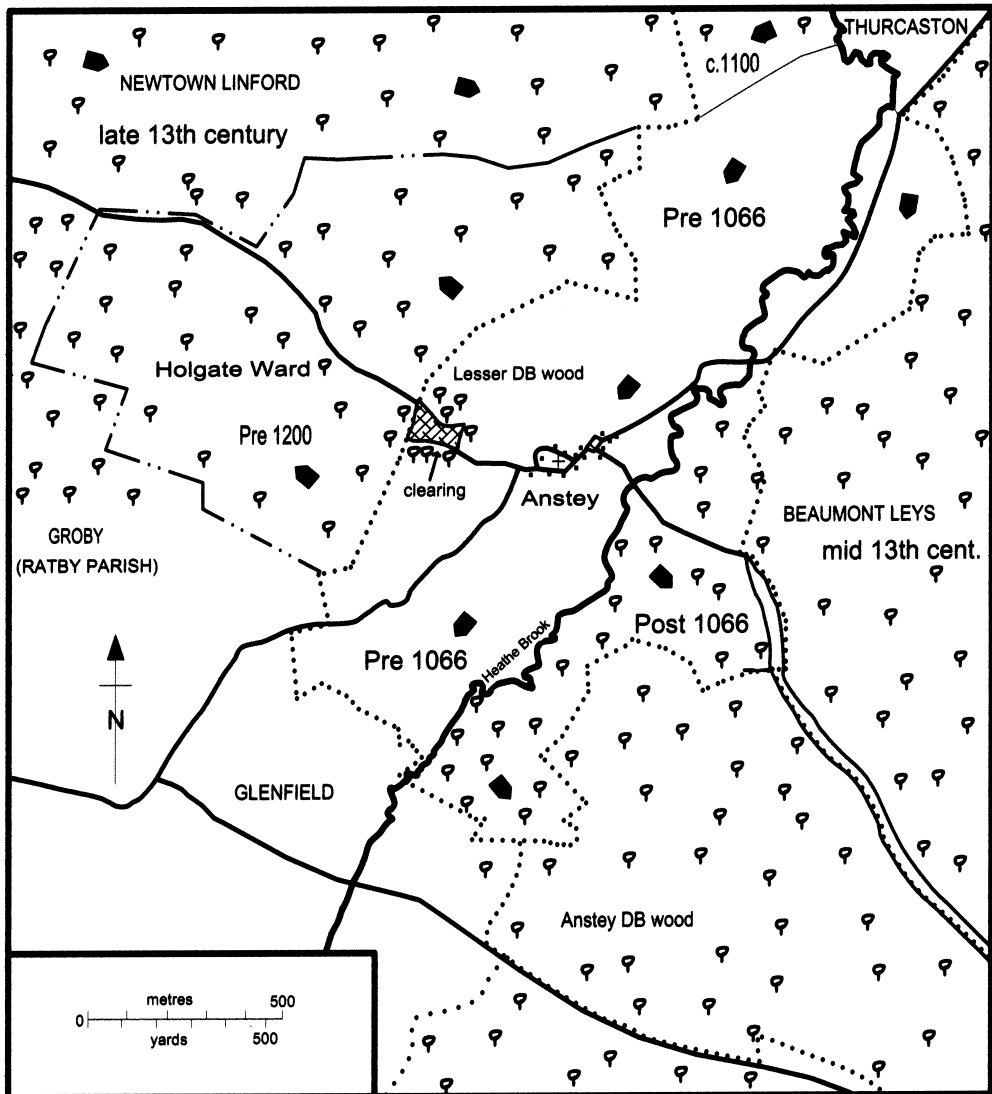 THURCASTON
c.1100
NEWTOWN LINFORD
late 13th century
Pre 1066
Lesser DB wood
Holgate Ward
Pre 1200
clearing
Anstey
BEAUMONT LEYS
mid 13th cent.
GROBY
(RATBY PARISH)
Post 1066
Heathe Brook
Pre 1066
N
GLENFIELD
Anstey DB wood
metres 500
0
yards 500